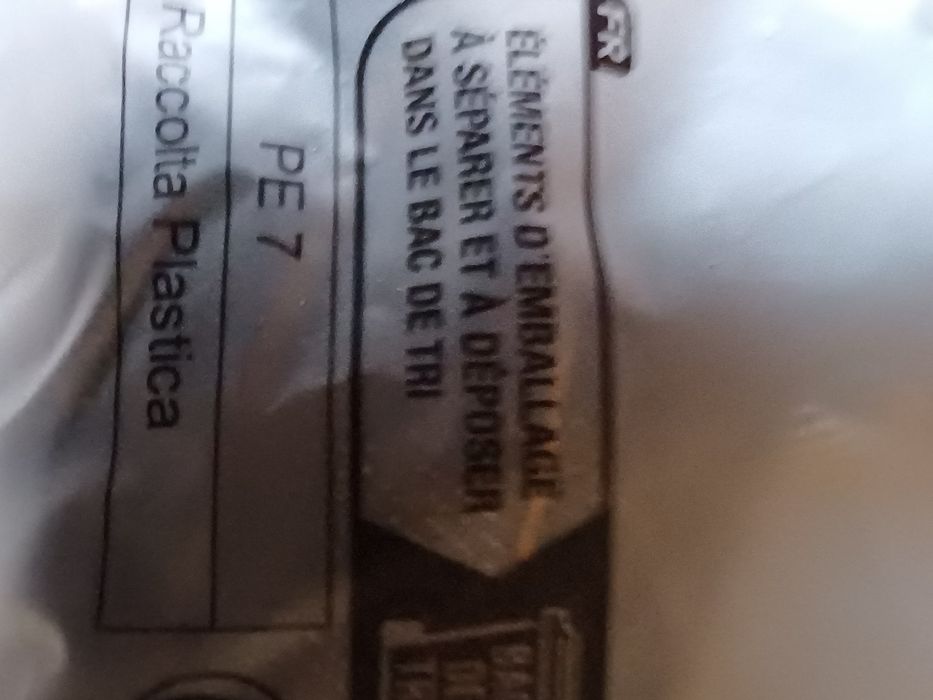 FR
ÉLÉMENTS D'EMBALLAGE
À SÉPARER ET À DÉPOSER
DANS LE BAC DE TRI
PE 7
Raccolta Plastica